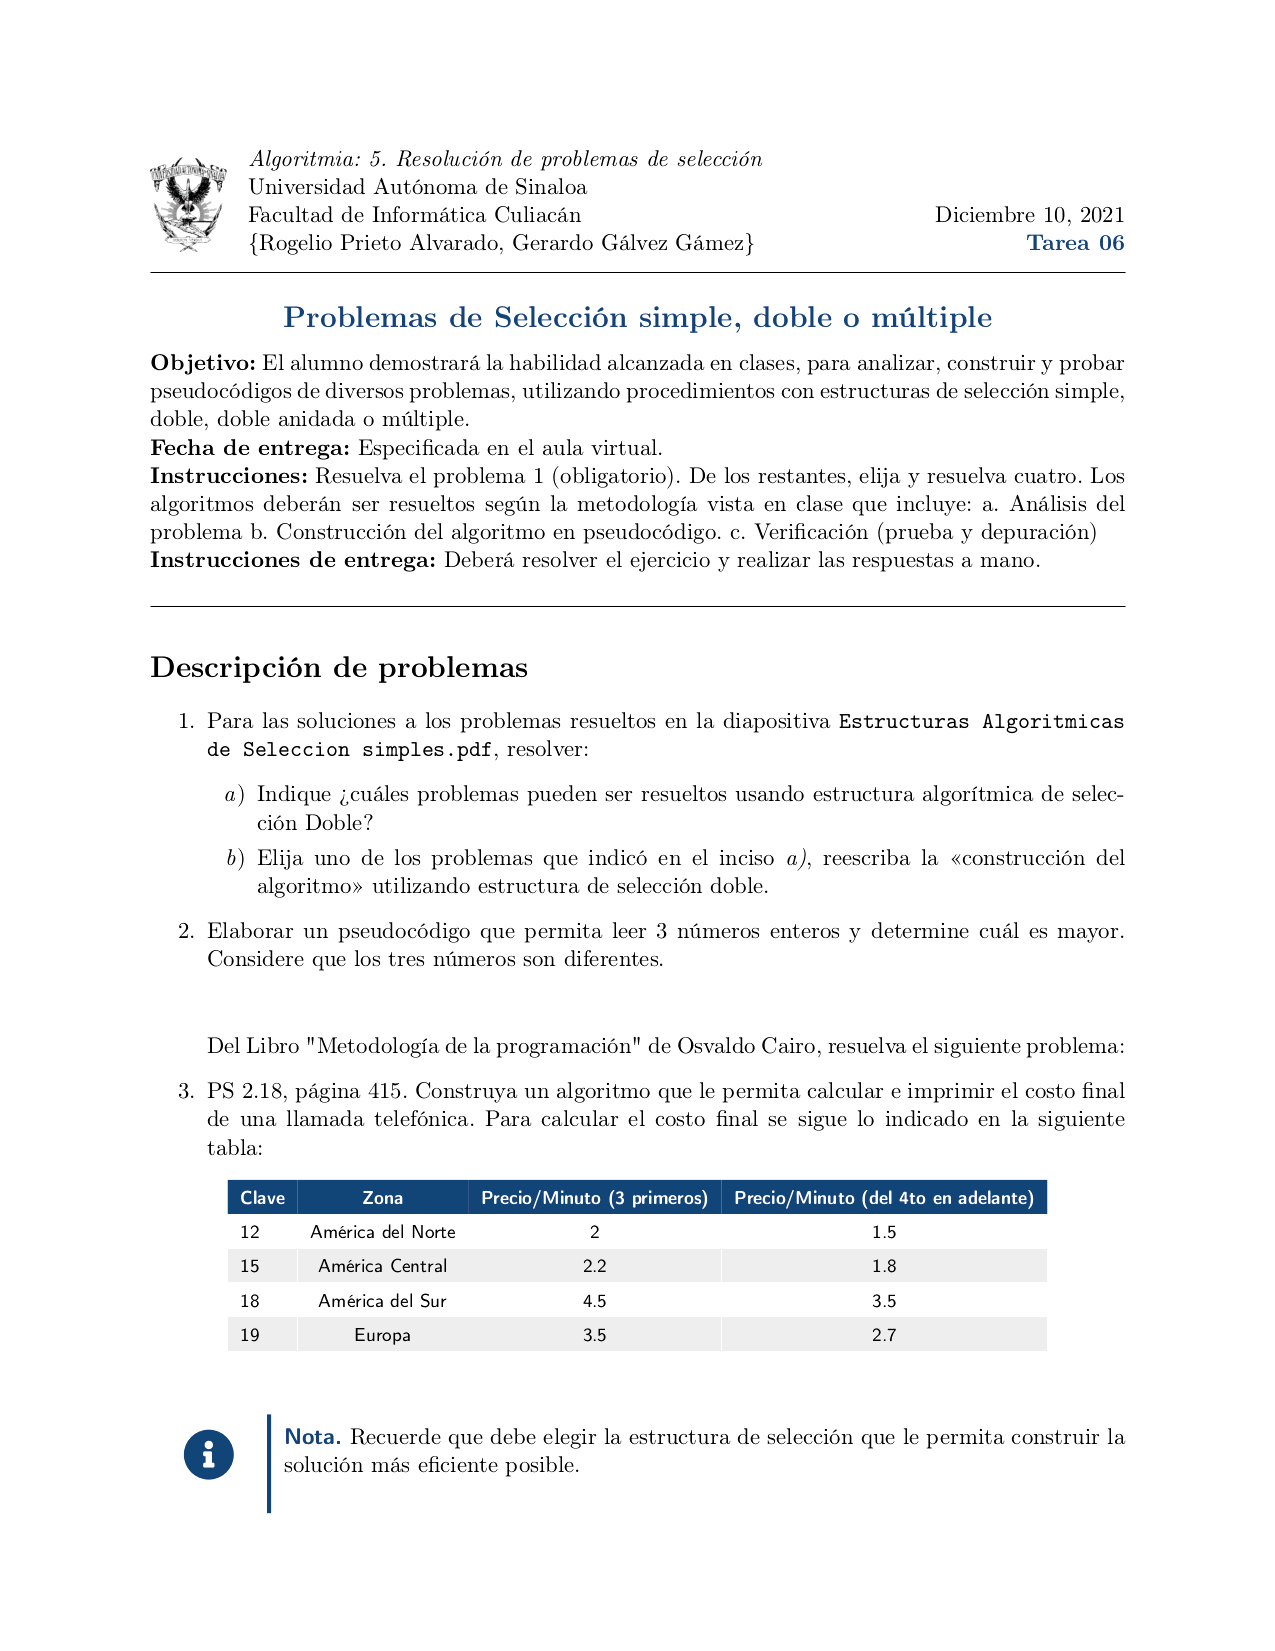 Algoritmia: 5. Resolución de problemas de selección
Universidad Autónoma de Sinaloa
Facultad de Informática Culiacán
Diciembre 10, 2021
{Rogelio Prieto Alvarado, Gerardo Gálvez Gámez}
Tarea 06
Problemas de Selección simple, doble o múltiple
Objetivo: El alumno demostrará la habilidad alcanzada en clases, para analizar, construir y probar
pseudocódigos de diversos problemas, utilizando procedimientos con estructuras de selección simple,
doble, doble anidada o múltiple.
Fecha de entrega: Especificada en el aula virtual.
Instrucciones: Resuelva el problema 1 (obligatorio). De los restantes, elija y resuelva cuatro. Los
algoritmos deberán ser resueltos según la metodología vista en clase que incluye: a. Análisis del
problema b. Construcción del algoritmo en pseudocódigo. c. Verificación (prueba y depuración)
Instrucciones de entrega: Deberá resolver el ejercicio y realizar las respuestas a mano.
Descripción de problemas
1. Para las soluciones a los problemas resueltos en la diapositiva Estructuras Algoritmicas
de Seleccion simples.pdf, resolver:
a) Indique ¿cuáles problemas pueden ser resueltos usando estructura algorítmica de selec-
ción Doble?
b) Elija uno de los problemas que indicó en el inciso a), reescriba la «construcción del
algoritmo» utilizando estructura de selección doble.
2. Elaborar un pseudocódigo que permita leer 3 números enteros y determine cuál es mayor.
Considere que los tres números son diferentes.
Del Libro "Metodología de la programación" de Osvaldo Cairo, resuelva el siguiente problema:
3. PS 2.18, página 415. Construya un algoritmo que le permita calcular e imprimir el costo final
de una llamada telefónica. Para calcular el costo final se sigue lo indicado en la siguiente
tabla:
Clave Zona Precio/Minuto (3 primeros) Precio/Minuto (del 4to en adelante)
12 América del Norte 2 1.5
15 América Central 2.2 1.8
18 América del Sur 4.5 3.5
19 Europa 3.5 2.7
Nota. Recuerde que debe elegir la estructura de selección que le permita construir la
solución más eficiente posible.